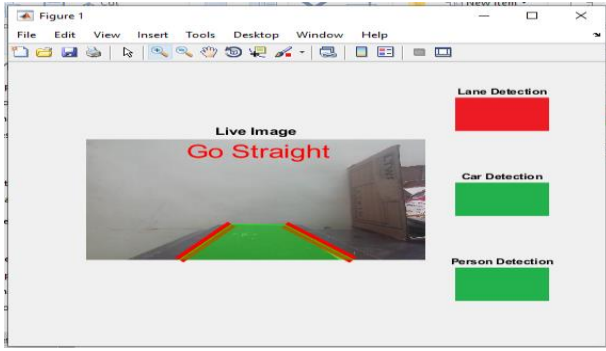 Figure 1
File Edit View Insert Tools Desktop Window Help
Lane Detection
Live Image
Go Straight
Car Detection
Person Detection